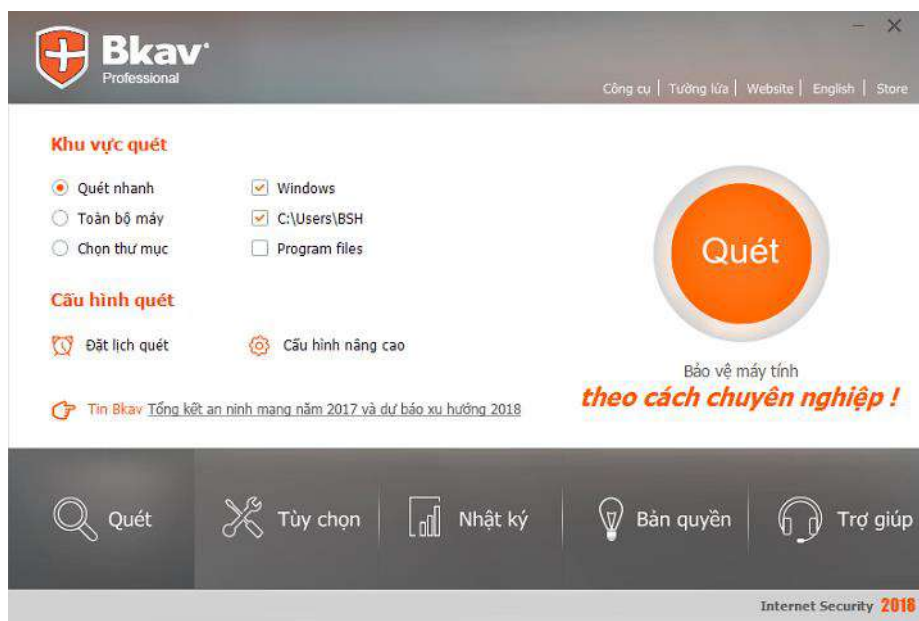 Bkav
Professional
Công cụ | Tường lửa | Website | English | Store
Khu vực quét
Quét nhanh
Windows
Toàn bộ máy
C:\Users\BSH
Chọn thư mục
Program files
Quét
Cấu hình quét
Đặt lịch quét
Cấu hình nâng cao
Bảo vệ máy tính
theo cách chuyên nghiệp !
Tin Bkav Tổng kết an ninh mạng năm 2017 và dự báo xu hướng 2018
Quét
Tùy chọn
Nhật ký
Bản quyền
Trợ giúp
Internet Security 2018